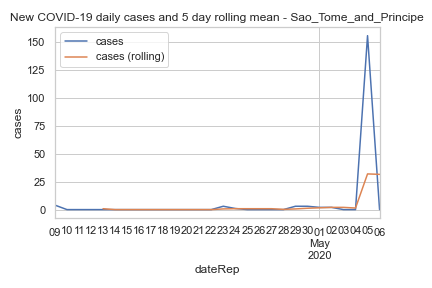 New COVID-19 daily cases and 5 day rolling mean - Sao_Tome_and_Principe
cases
cases (rolling)
150
125
100
75
50
25
0
cases
09 10 11 12 13 14 15 16 17 18 19 20 21 22 23 24 25 26 27 28 29 30 01 02 03 04 05 06
May
2020
dateRep